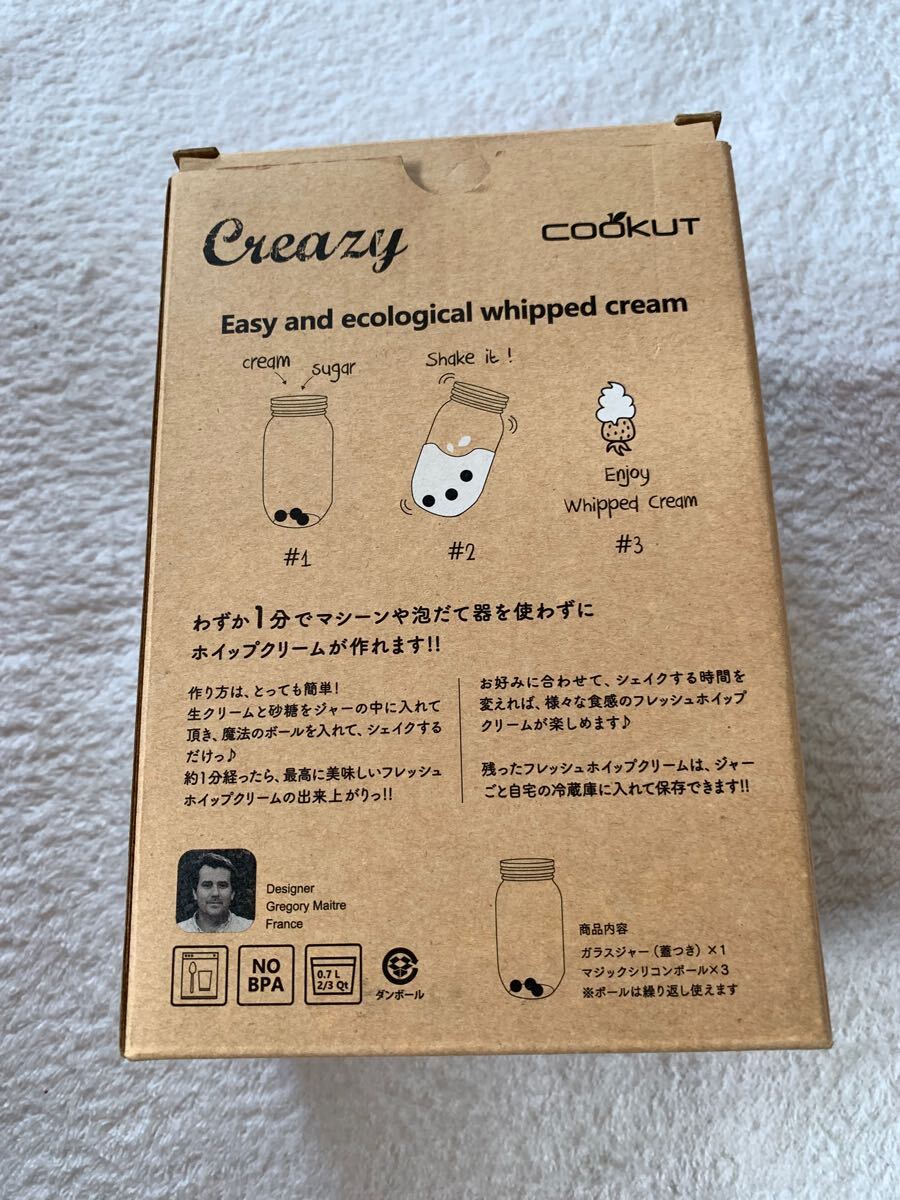 Creazy
COOKUT
Easy and ecological whipped cream
cream
sugar
Shake it !
Enjoy
Whipped Cream
#1
#2
#3
わずか1分でマシーンや泡だて器を使わずに
ホイップクリームが作れます!!
作り方は、とっても簡単!
生クリームと砂糖をジャーの中に入れて
頂き、魔法のボールを入れて、シェイクする
だけっ♪
約1分経ったら、最高に美味しいフレッシュ
ホイップクリームの出来上がりっ!!
お好みに合わせて、シェイクする時間を
変えれば、様々な食感のフレッシュホイップ
クリームが楽しめます♪
残ったフレッシュホイップクリームは、ジャー
ごと自宅の冷蔵庫に入れて保存できます!!
Designer
Gregory Maitre
France
NO
BPA
0.7 L
2/3 Qt
ダンボール
商品内容
ガラスジャー(蓋つき)×1
マジックシリコンボール×3
※ボールは繰り返し使えます